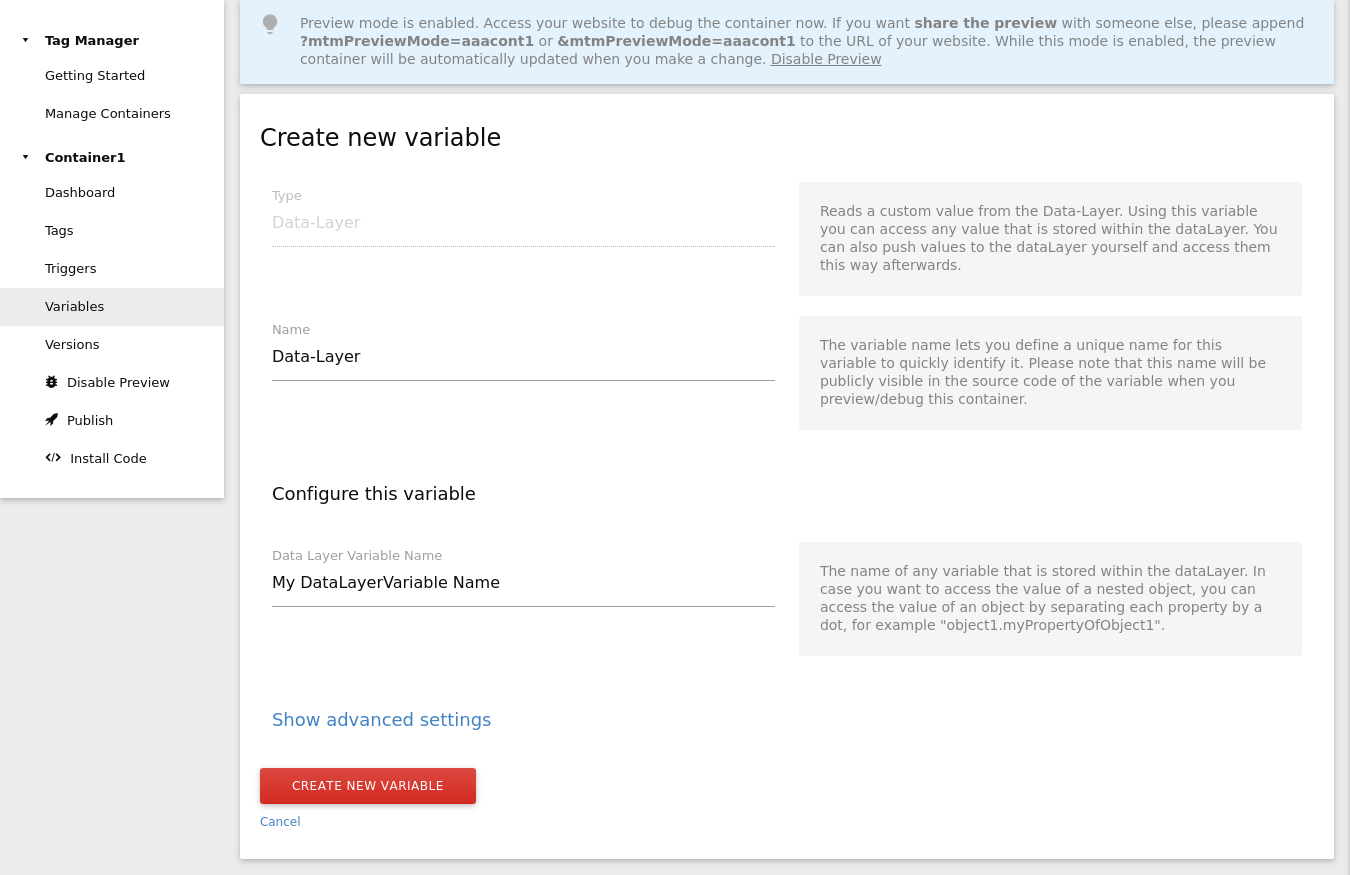 Tag Manager
Getting Started
Manage Containers
Container1
Dashboard
Tags
Triggers
Variables
Versions
Disable Preview
Publish
Install Code
Preview mode is enabled. Access your website to debug the container now. If you want share the preview with someone else, please append
?mtmPreviewMode=aaacont1 or &mtmPreviewMode=aaacont1 to the URL of your website. While this mode is enabled, the preview
container will be automatically updated when you make a change. Disable Preview
Create new variable
Type
Data-Layer
Reads a custom value from the Data-Layer. Using this variable
you can access any value that is stored within the dataLayer. You
can also push values to the dataLayer yourself and access them
this way afterwards.
Name
Data-Layer
The variable name lets you define a unique name for this
variable to quickly identify it. Please note that this name will be
publicly visible in the source code of the variable when you
preview/debug this container.
Configure this variable
Data Layer Variable Name
My DataLayerVariable Name
The name of any variable that is stored within the dataLayer. In
case you want to access the value of a nested object, you can
access the value of an object by separating each property by a
dot, for example "object1.myPropertyOfObject1".
Show advanced settings
CREATE NEW VARIABLE
Cancel